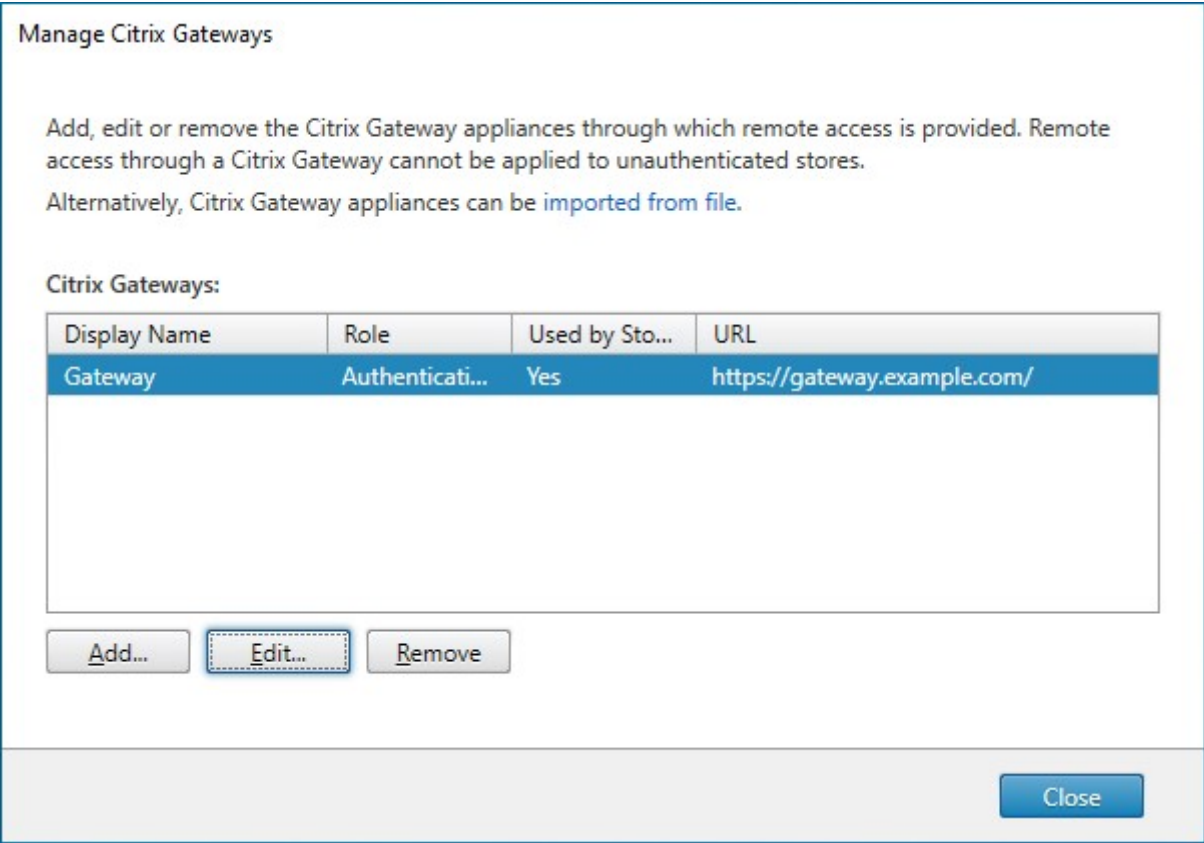 Manage Citrix Gateways
Add, edit or remove the Citrix Gateway appliances through which remote access is provided. Remote
access through a Citrix Gateway cannot be applied to unauthenticated stores.
Alternatively, Citrix Gateway appliances can be imported from file.
Citrix Gateways:
Display Name Role Used by Sto... URL
Gateway Authenticati... Yes https://gateway.example.com/
Add... Edit... Remove
Close